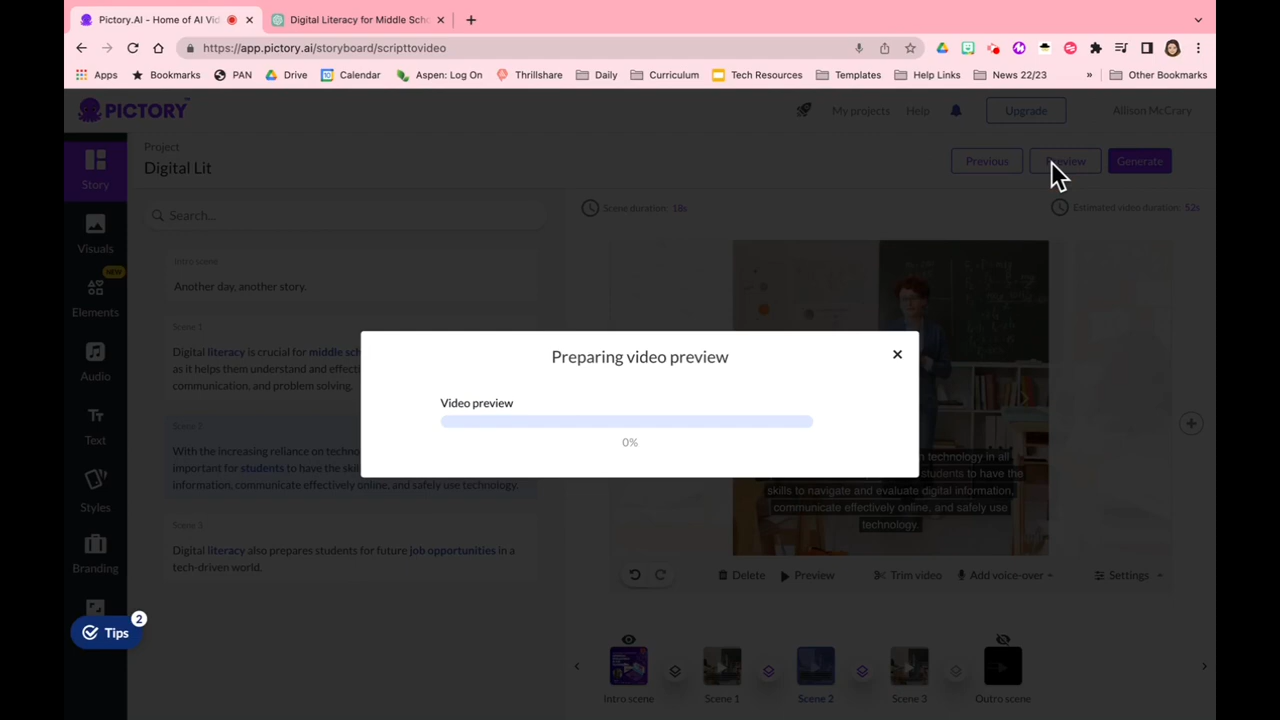 Pictory.AI - Home of AI Vid
Digital Literacy for Middle Scho
https://app.pictory.ai/storyboard/scripttovideo
Apps
Bookmarks
PAN
Drive
Calendar
Aspen: Log On
Thrillshare
Daily
Curriculum
Tech Resources
Templates
Help Links
News 22/23
»
Other Bookmarks
PICTORY™
My projects
Help
Upgrade
Allison McCrary
Project
Digital Lit
Previous
Preview
Generate
Story
Visuals
NEW
Elements
Audio
Text
Styles
Branding
Tips
2
Search...
Scene duration: 18s
Estimated video duration: 52s
Intro scene
Another day, another story.
Scene 1
Digital literacy is crucial for middle sch
as it helps them understand and effect
communication, and problem solving.
Scene 2
With the increasing reliance on techno
important for students to have the skil
information, communicate effectively online, and safely use technology.
Scene 3
Digital literacy also prepares students for future job opportunities in a
tech-driven world.
Preparing video preview
Video preview
0%
technology in all
students to have the
skills to navigate and evaluate digital information,
communicate effectively online, and safely use
technology.
Delete
Preview
Trim video
Add voice-over
Settings
Intro scene
Scene 1
Scene 2
Scene 3
Outro scene